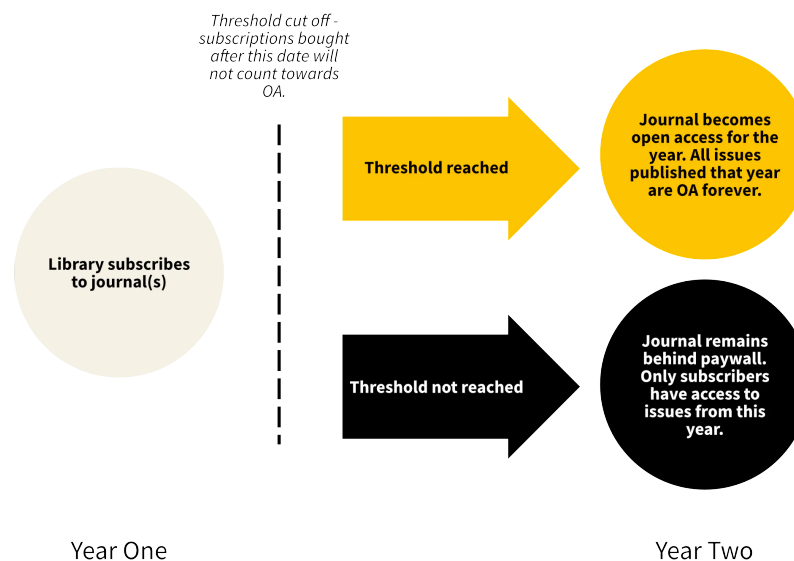 Threshold cut off -
subscriptions bought
after this date will
not count towards
OA.
Library subscribes
to journal(s)
Threshold reached
Journal becomes
open access for the
year. All issues
published that year
are OA forever.
Threshold not reached
Journal remains
behind paywall.
Only subscribers
have access to
issues from this
year.
Year One
Year Two